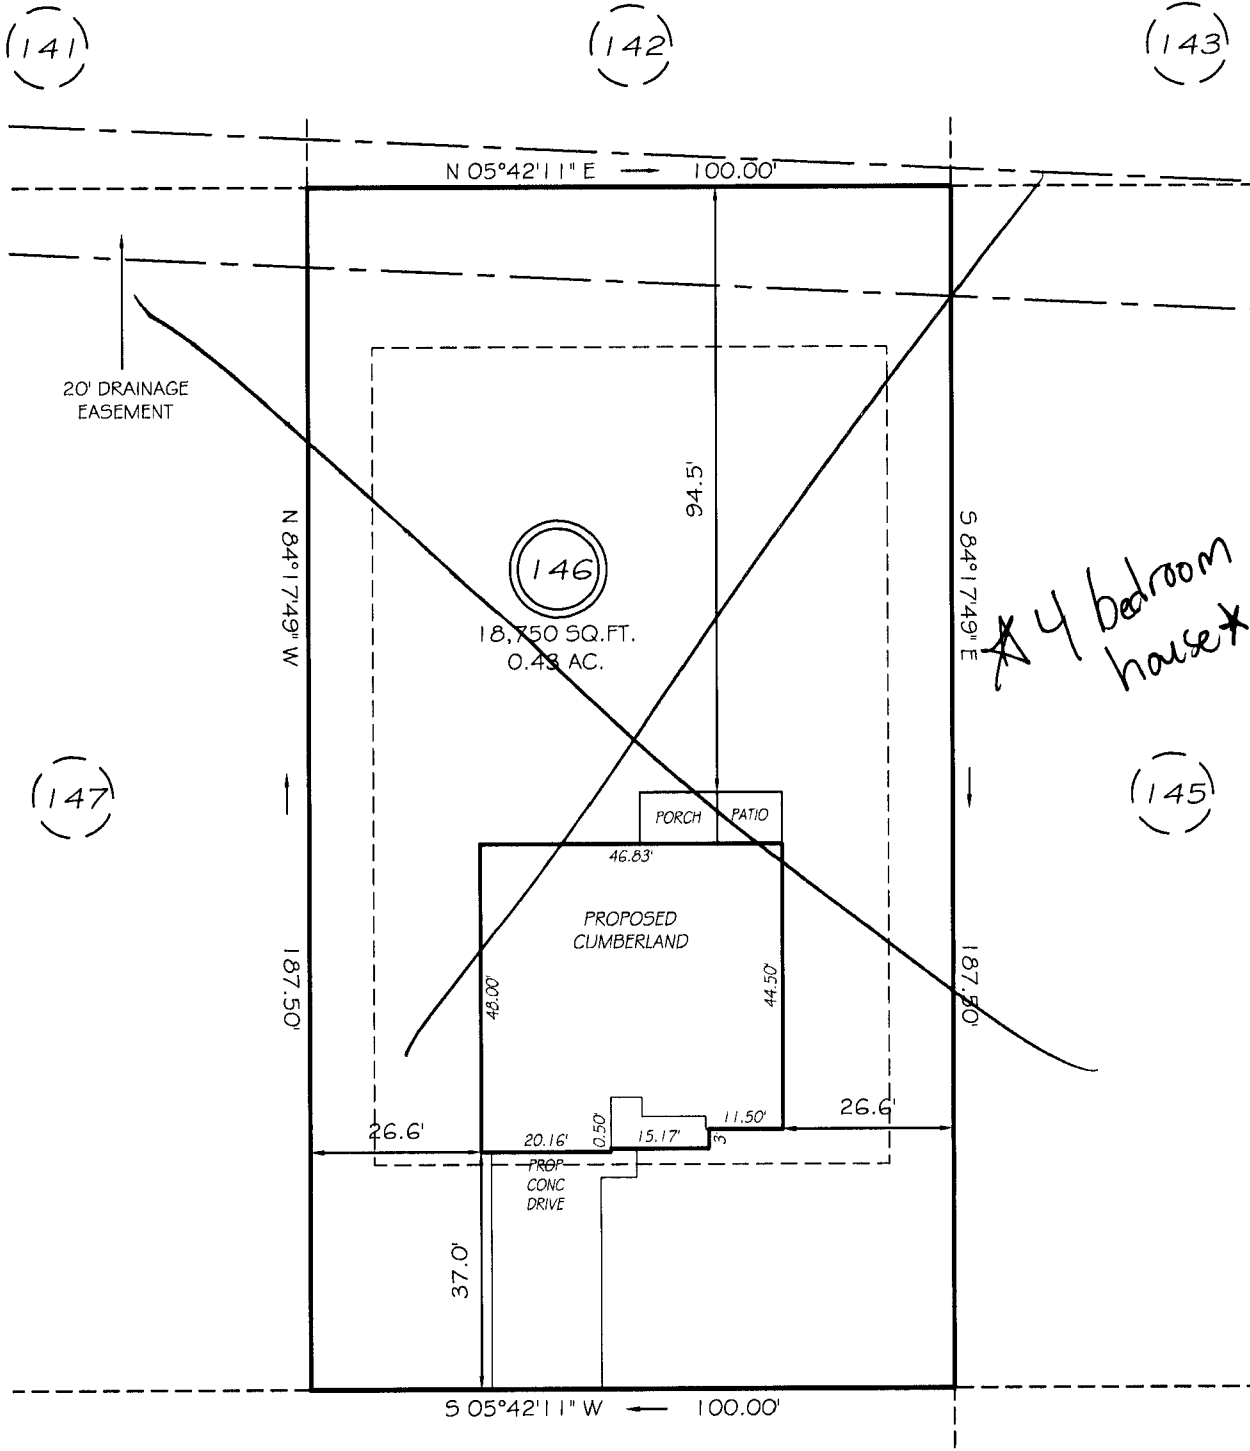 141
142
143
N 05°42'11" E 100.00'
20' DRAINAGE
EASEMENT
94.5'
N 84°17'49" W
S 84°17'49" E
146
18,750 SQ.FT.
0.43 AC.
4 bedroom
house
147
145
PORCH
PATIO
46.83'
PROPOSED
CUMBERLAND
48.00'
44.50'
187.50'
187.50'
26.6'
20.16'
0.50'
15.17'
3'
11.50'
26.6'
PROP
CONC
DRIVE
37.0'
S 05°42'11" W 100.00'